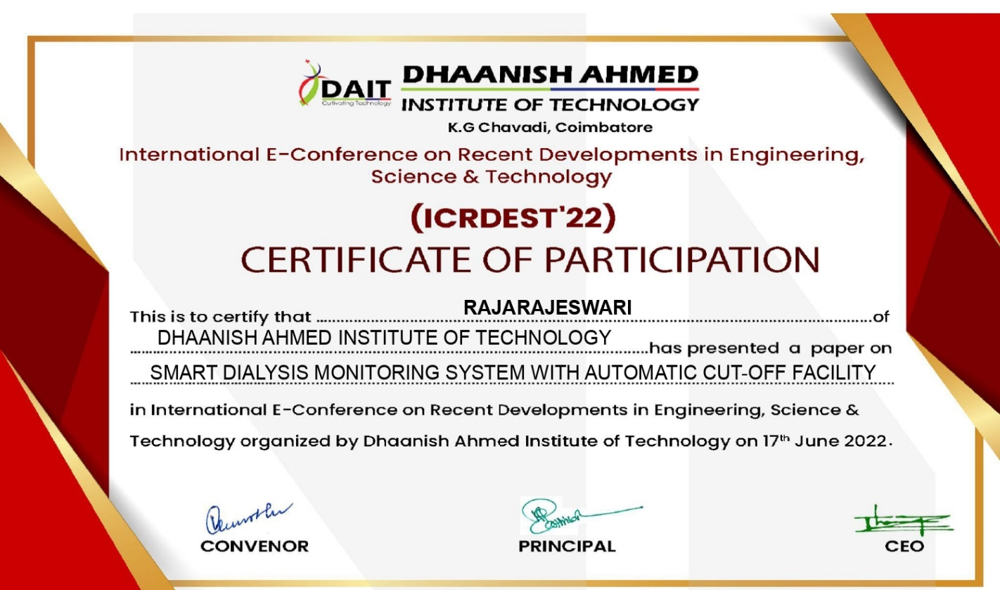 DAIT
Cutivating Technology
DHAANISH AHMED
INSTITUTE OF TECHNOLOGY
K.G Chavadi, Coimbatore
International E-Conference on Recent Developments in Engineering,
Science & Technology
(ICRDEST'22)
CERTIFICATE OF PARTICIPATION
This is to certify that RAJARAJESWARI of
DHAANISH AHMED INSTITUTE OF TECHNOLOGY has presented a paper on
SMART DIALYSIS MONITORING SYSTEM WITH AUTOMATIC CUT-OFF FACILITY
in International E-Conference on Recent Developments in Engineering, Science &
Technology organized by Dhaanish Ahmed Institute of Technology on 17th June 2022.
CONVENOR
PRINCIPAL
CEO